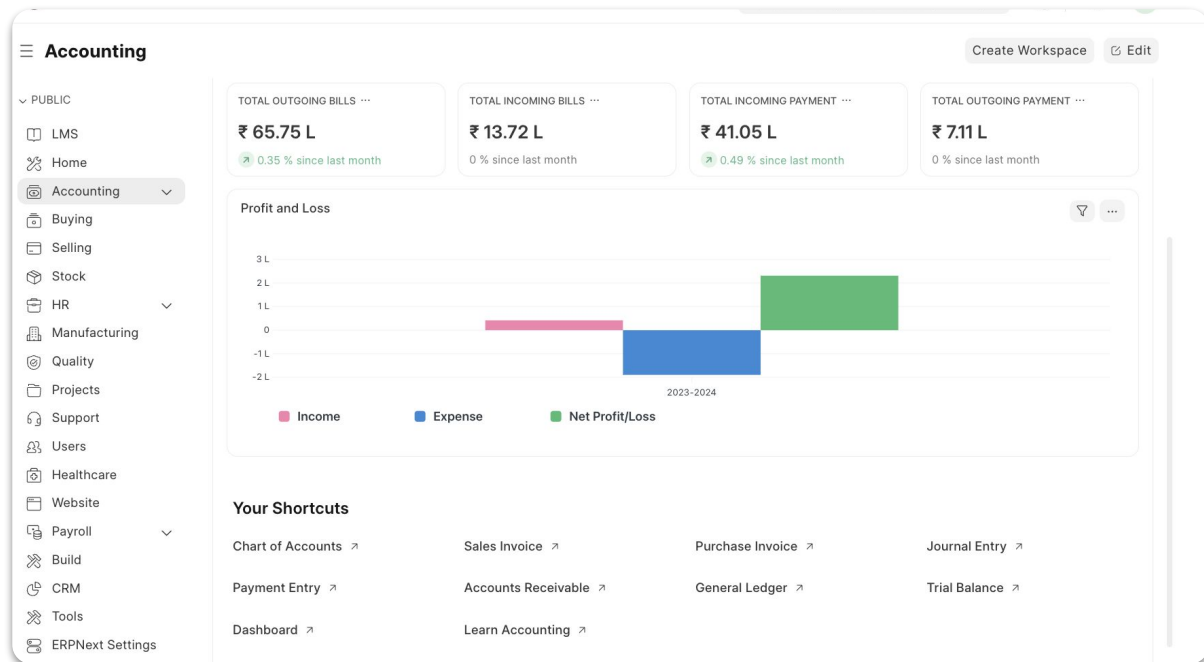 Accounting
Create Workspace
Edit
PUBLIC
LMS
Home
Accounting
Buying
Selling
Stock
HR
Manufacturing
Quality
Projects
Support
Users
Healthcare
Website
Payroll
Build
CRM
Tools
ERPNext Settings
TOTAL OUTGOING BILLS ···
₹ 65.75 L
0.35 % since last month
TOTAL INCOMING BILLS ···
₹ 13.72 L
0 % since last month
TOTAL INCOMING PAYMENT ···
₹ 41.05 L
0.49 % since last month
TOTAL OUTGOING PAYMENT ···
₹ 7.11 L
0 % since last month
Profit and Loss
3 L
2 L
1 L
0
-1 L
-2 L
2023-2024
Income
Expense
Net Profit/Loss
Your Shortcuts
Chart of Accounts
Sales Invoice
Purchase Invoice
Journal Entry
Payment Entry
Accounts Receivable
General Ledger
Trial Balance
Dashboard
Learn Accounting